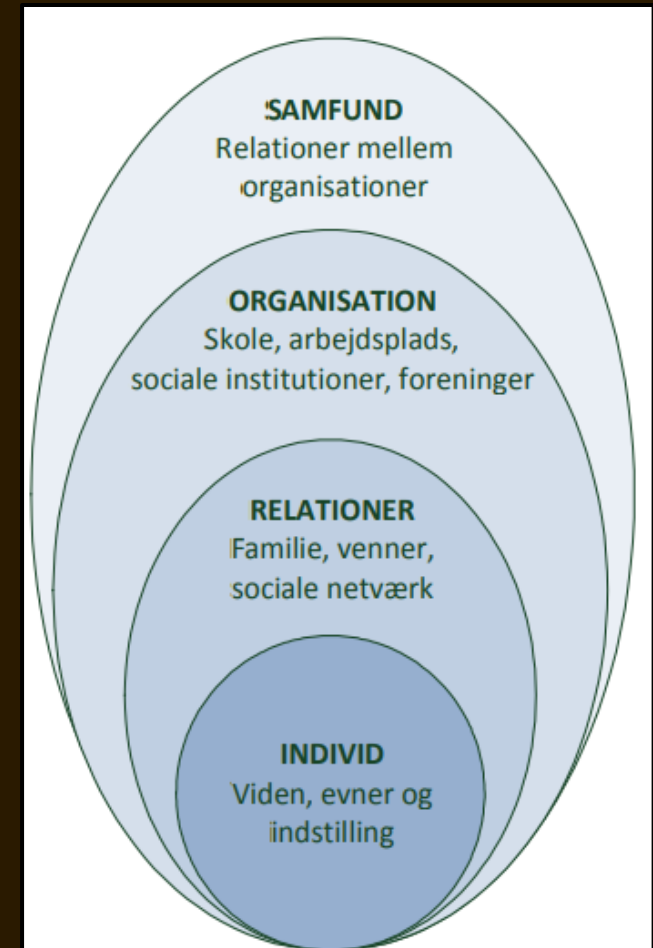 SAMFUND
Relationer mellem
organisationer
ORGANISATION
Skole, arbejdsplads,
sociale institutioner, foreninger
RELATIONER
Familie, venner,
sociale netværk
INDIVID
Viden, evner og
indstilling